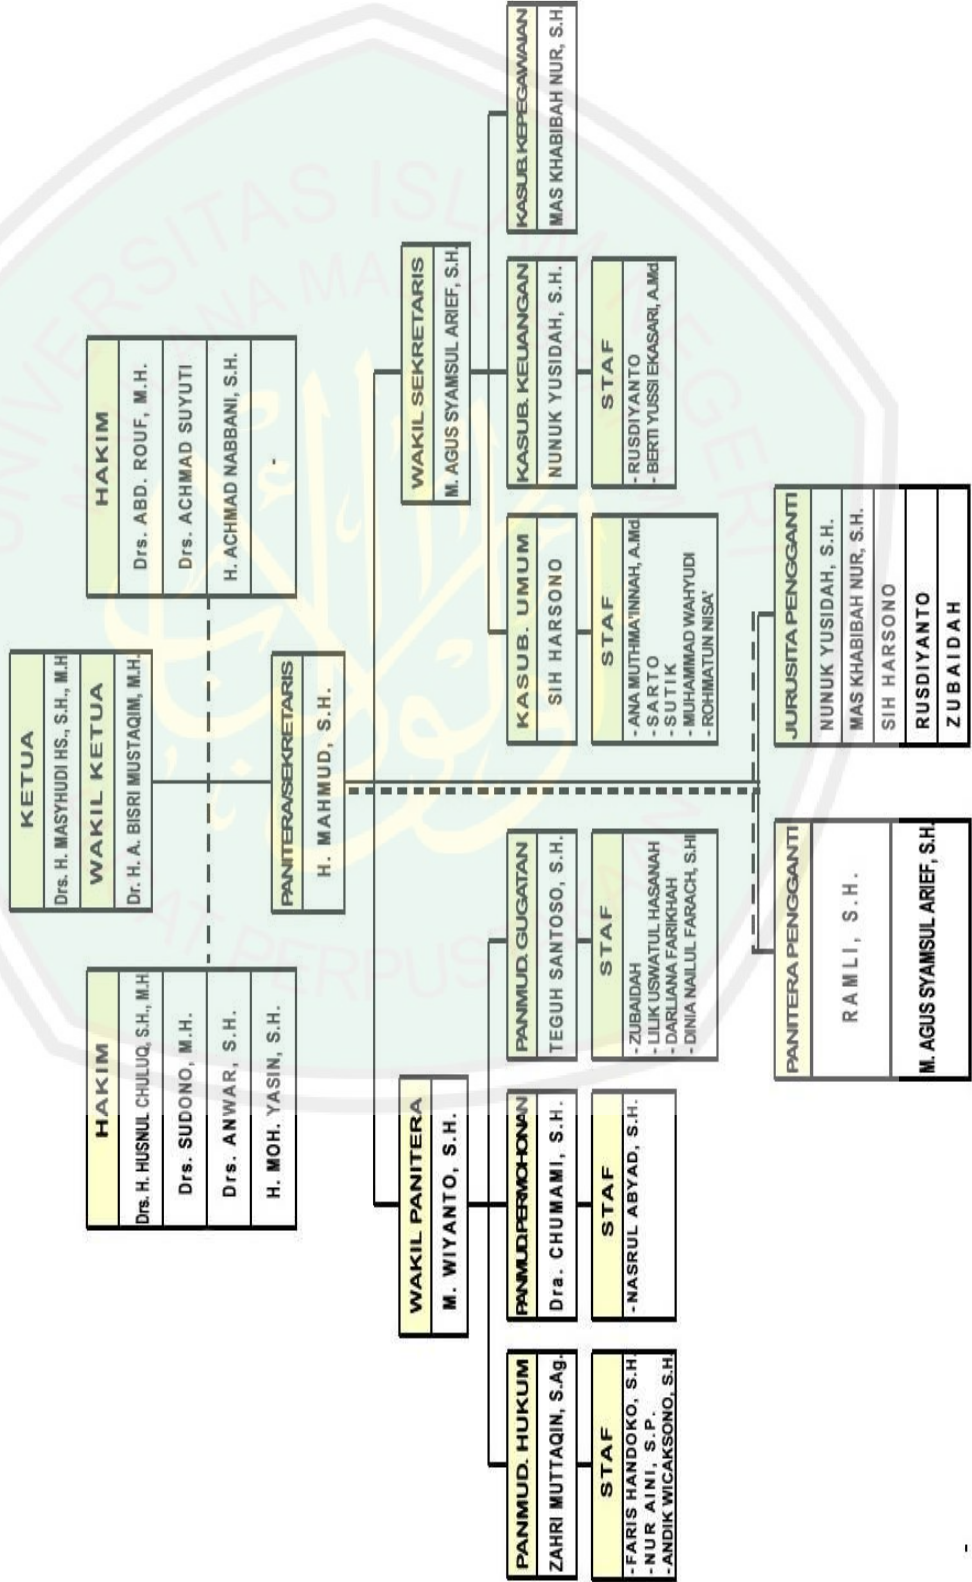 KETUA
Drs. H. MASYHUDI HS., S.H., M.H
WAKIL KETUA
Dr. H. A. BISRI MUSTAQIM, M.H.
HAKIM
Drs. H. HUSNUL CHULUQ, S.H., M.H
Drs. SUDONO, M.H.
Drs. ANWAR, S.H.
H. MOH. YASIN, S.H.
HAKIM
Drs. ABD. ROUF, M.H.
Drs. ACHMAD SUYUTI
H. ACHMAD NABBANI, S.H.
-
PANITERA/SEKRETARIS
H. MAHMUD, S.H.
WAKIL PANITERA
M. WIYANTO, S.H.
WAKIL SEKRETARIS
M. AGUS SYAMSUL ARIEF, S.H.
PANMUD. HUKUM
ZAHRI MUTTAQIN, S.Ag.
STAF
- FARIS HANDOKO, S.H.
- NUR AINI, S.P.
- ANDIK WICAKSONO, S.H.
PANMUD.PERMOHONAN
Dra. CHUMAMI, S.H.
STAF
- NASRUL ABYAD, S.H.
PANMUD. GUGATAN
TEGUH SANTOSO, S.H.
STAF
- ZUBAIDAH
- LILIK USWATUL HASANAH
- DARLIANA FARIKHAH
- DINIA NAILUL FARACH, S.HI
KASUB. UMUM
SIH HARSONO
STAF
- ANA MUTHMA'INNAH, A.Md
- SARTO
- SUTIK
- MUHAMMAD WAHYUDI
- ROHMATUN NISA'
KASUB. KEUANGAN
NUNUK YUSIDAH, S.H.
STAF
- RUSDIYANTO
- BERTI YUSSI EKASARI, A.Md
KASUB. KEPEGAWAIAN
MAS KHABIBAH NUR, S.H.
PANITERA PENGGANTI
RAMLI, S.H.
M. AGUS SYAMSUL ARIEF, S.H.
JURUSITA PENGGANTI
NUNUK YUSIDAH, S.H.
MAS KHABIBAH NUR, S.H.
SIH HARSONO
RUSDIYANTO
ZUBAIDAH
-